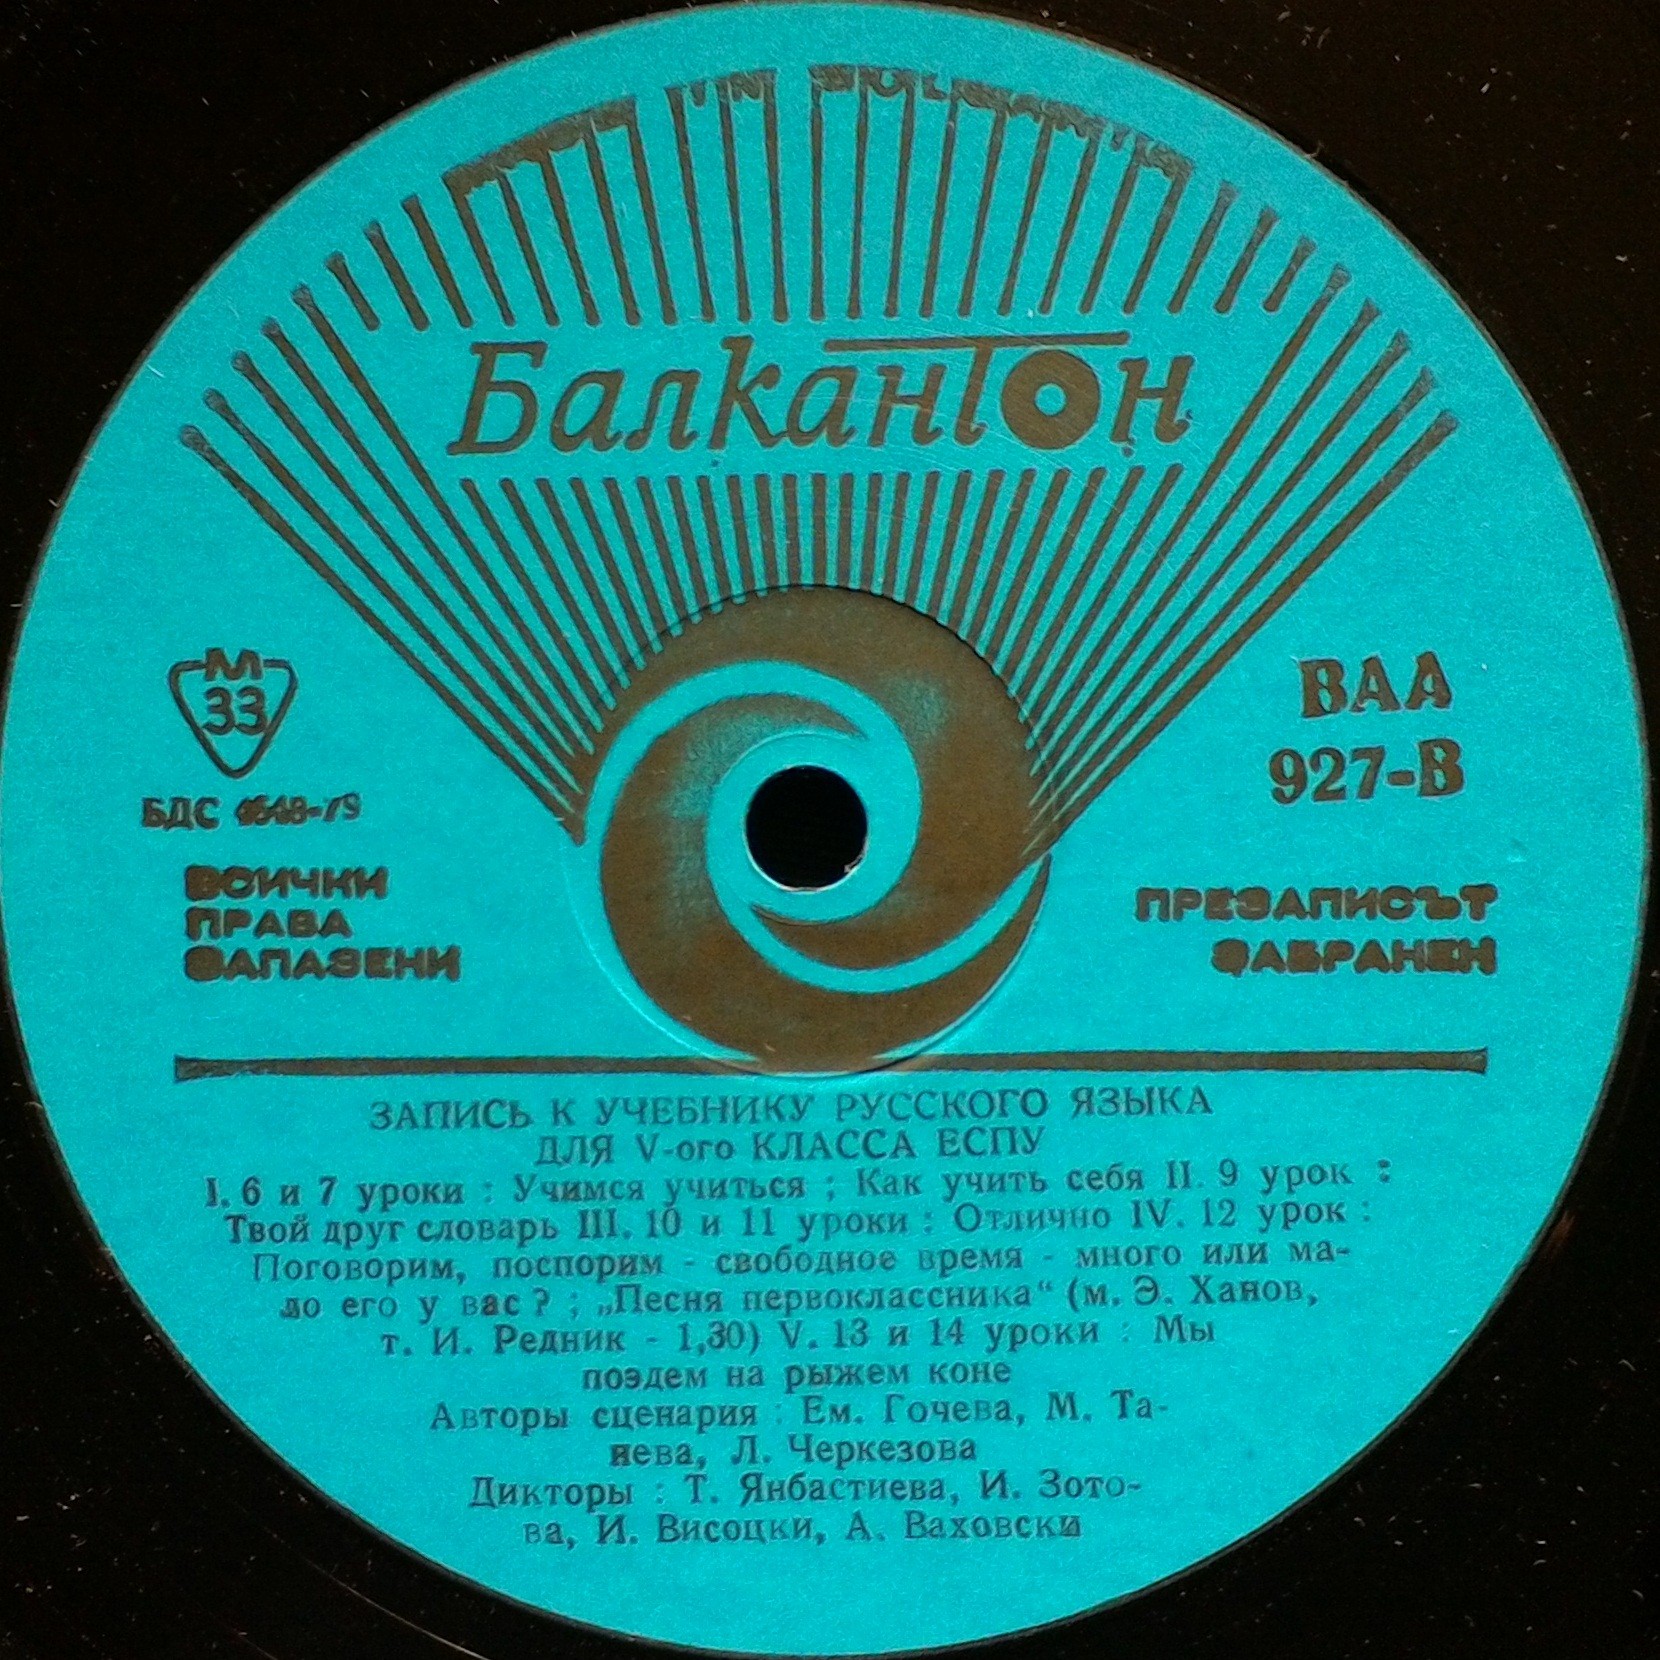 IN BULGARIA
Балкантон
М
33
БДС
ВСИЧКИ
ПРАВА
ЗАПАЗЕНИ
ВАА
927-В
ПРЕЗАПИСЪТ
ЗАБРАНЕН
ЗАПИСЬ К УЧЕБНИКУ РУССКОГО ЯЗЫКА
ДЛЯ V-ого КЛАССА ЕСПУ
I. 6 и 7 уроки : Учимся учиться ; Как учить себя II. 9 урок :
Твой друг словарь III. 10 и 11 уроки : Отлично IV. 12 урок :
Поговорим, поспорим - свободное время - много или ма-
ло его у вас ? ; „Песня первоклассника“ (м. Э. Ханов,
т. И. Редник - 1,30) V. 13 и 14 уроки : Мы
поэдем на рыжем коне
Авторы сценария : Ем. Гочева, М. Та-
нева, Л. Черкезова
Дикторы : Т. Янбастиева, И. Зото-
ва, И. Висоцки, А. Ваховски